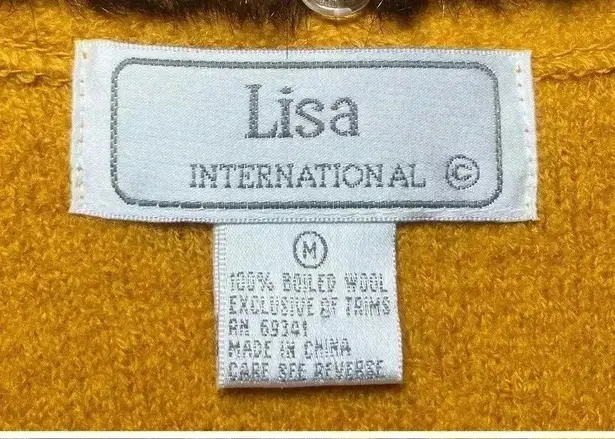 Lisa
INTERNATIONAL ©
M
100% BOILED WOOL
EXCLUSIVE OF TRIMS
RN 69341
MADE IN CHINA
CARE SEE REVERSE